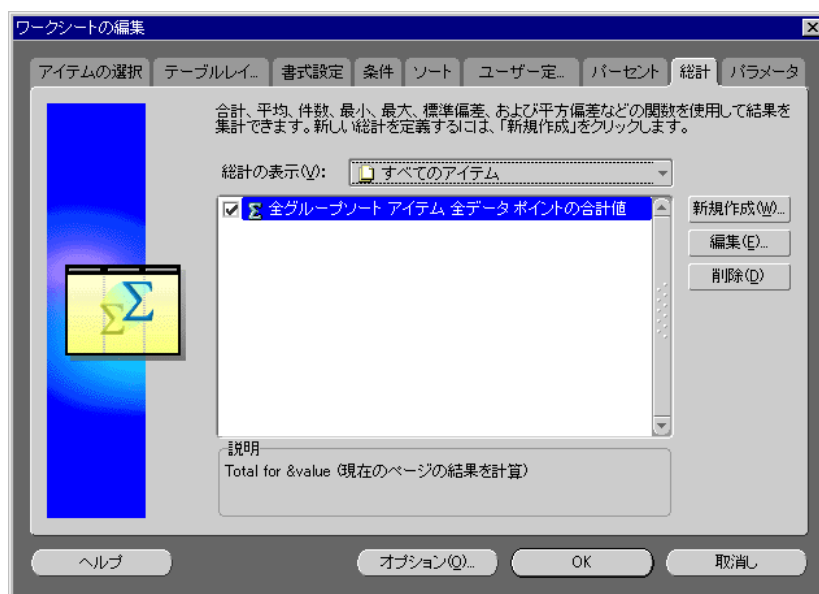 ワークシートの編集
アイテムの選択 テーブルレイ... 書式設定 条件 ソート ユーザー定... パーセント 総計 パラメータ
合計、平均、件数、最小、最大、標準偏差、および平方偏差などの関数を使用して結果を
集計できます。新しい総計を定義するには、「新規作成」をクリックします。
総計の表示(V): すべてのアイテム
全グループソート アイテム 全データ ポイントの合計値
新規作成(W)...
編集(E)...
削除(D)
説明
Total for &value (現在のページの結果を計算)
ヘルプ オプション(O)... OK 取消し